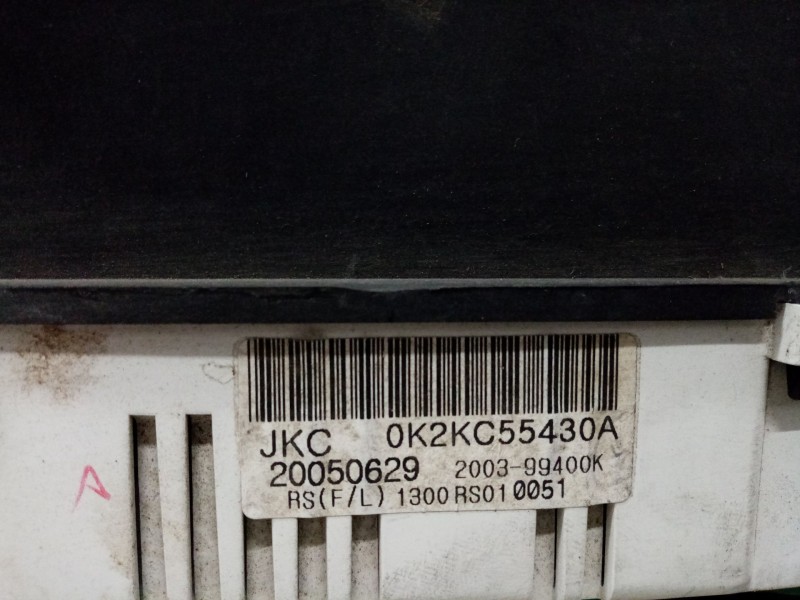 JKC 0K2KC55430A
20050629 2003-99400K
RS(F/L) 1300 RS01 0051
A